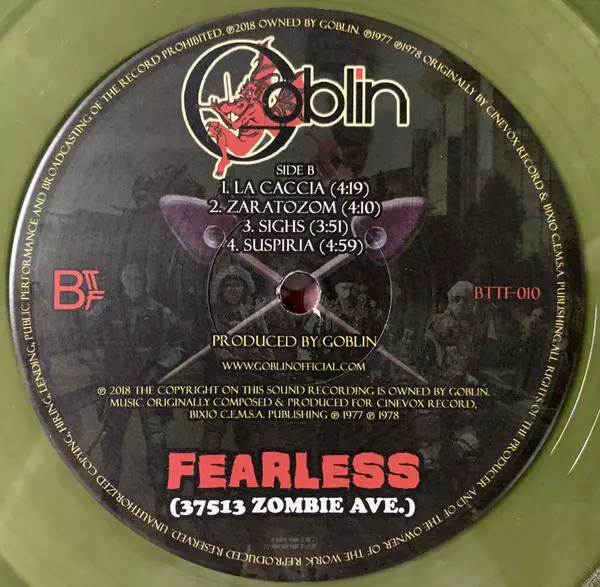 ℗2018 OWNED BY GOBLIN. ℗1977 ℗1978 ORIGINALLY BY CINEVOX RECORD & BIXIO C.E.M.S.A. PUBLISHING.ALL RIGHTS OF THE PRODUCER AND OF THE OWNER OF THE WORK REPRODUCED RESERVED. UNAUTHORIZED COPYING, HIRING, LENDING, PUBLIC PERFORMANCE AND BROADCASTING OF THE RECORD PROHIBITED.
Goblin
SIDE B
1. LA CACCIA (4:19)
2. ZARATOZOM (4:10)
3. SIGHS (3:51)
4. SUSPIRIA (4:59)
BTTF
BTTF-010
PRODUCED BY GOBLIN
WWW.GOBLINOFFICIAL.COM
℗ 2018 THE COPYRIGHT ON THIS SOUND RECORDING IS OWNED BY GOBLIN.
MUSIC ORIGINALLY COMPOSED & PRODUCED FOR CINEVOX RECORD,
BIXIO C.E.M.S.A. PUBLISHING ℗ 1977 ℗ 1978
FEARLESS
(37513 ZOMBIE AVE.)